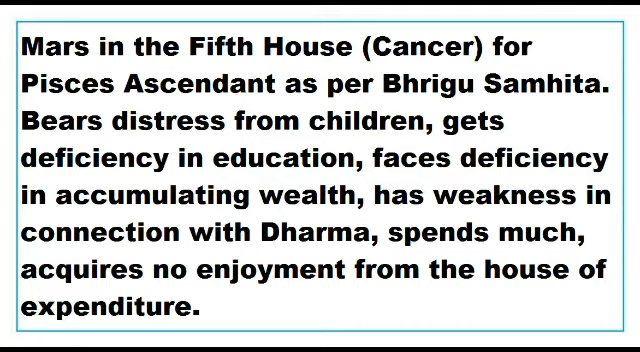 Mars in the Fifth House (Cancer) for
Pisces Ascendant as per Bhrigu Samhita.
Bears distress from children, gets
deficiency in education, faces deficiency
in accumulating wealth, has weakness in
connection with Dharma, spends much,
acquires no enjoyment from the house of
expenditure.